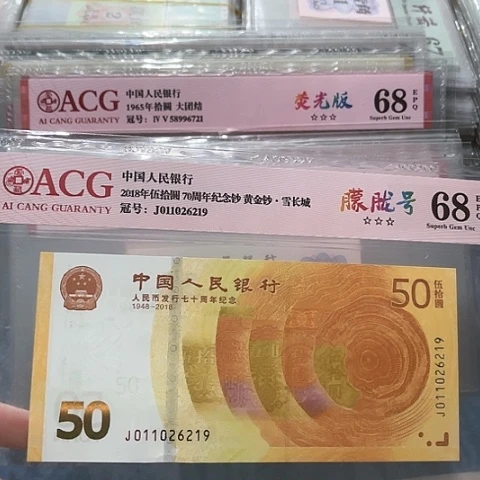 ACG
AI CANG GUARANTY
中国人民银行
1965年拾圆 大团结
冠号: IV V 58996721
荧光版
☆☆☆
68 EPQ
Superb Gem Unc
ACG
AI CANG GUARANTY
中国人民银行
2018年伍拾圆 70周年纪念钞 黄金钞·雪长城
冠号: J011026219
朦胧号
☆☆☆
68
Superb Gem Unc
中国人民银行
人民币发行七十周年纪念
1948-2018
50 伍拾圆
J011026219
50
J011026219